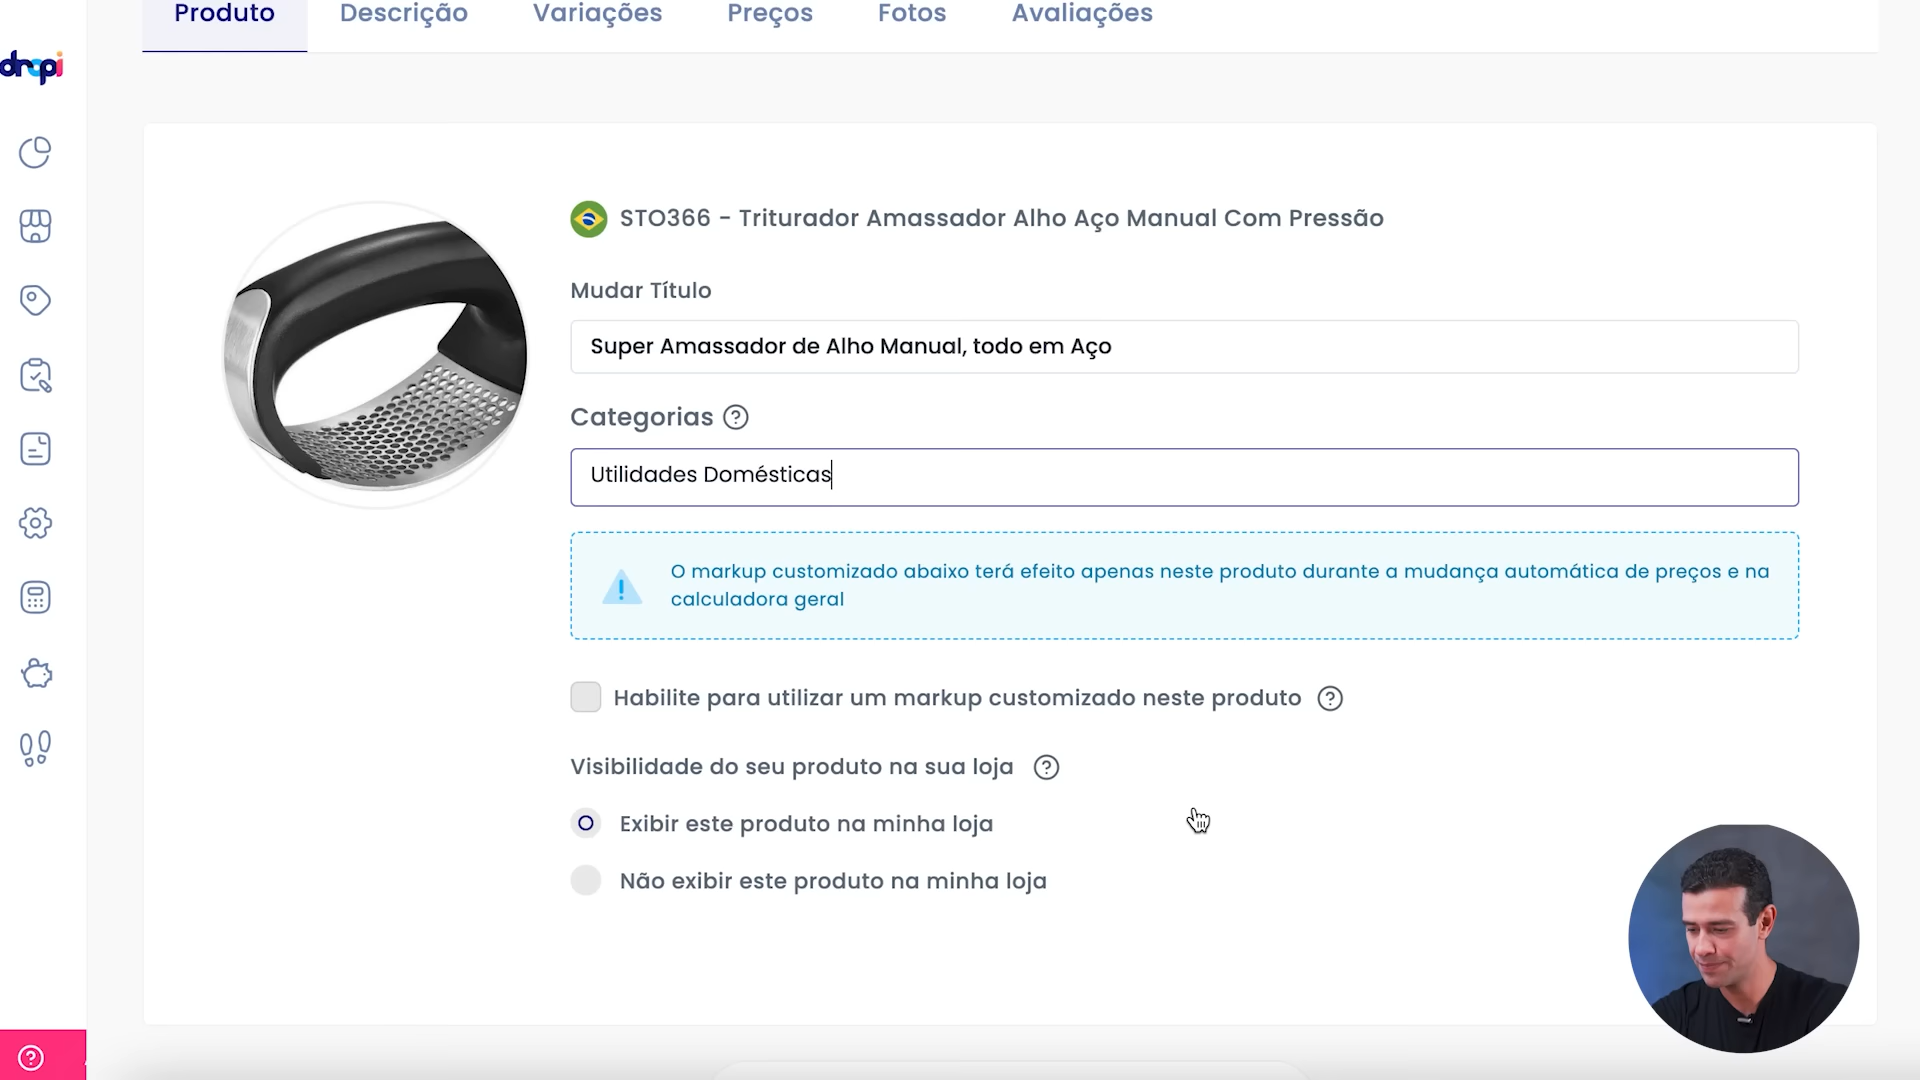 Produto
Descrição
Variações
Preços
Fotos
Avaliações
dropi
STO366 - Triturador Amassador Alho Aço Manual Com Pressão
Mudar Título
Super Amassador de Alho Manual, todo em Aço
Categorias ?
Utilidades Domésticas
! O markup customizado abaixo terá efeito apenas neste produto durante a mudança automática de preços e na
calculadora geral
Habilite para utilizar um markup customizado neste produto ?
Visibilidade do seu produto na sua loja ?
Exibir este produto na minha loja
Não exibir este produto na minha loja
?